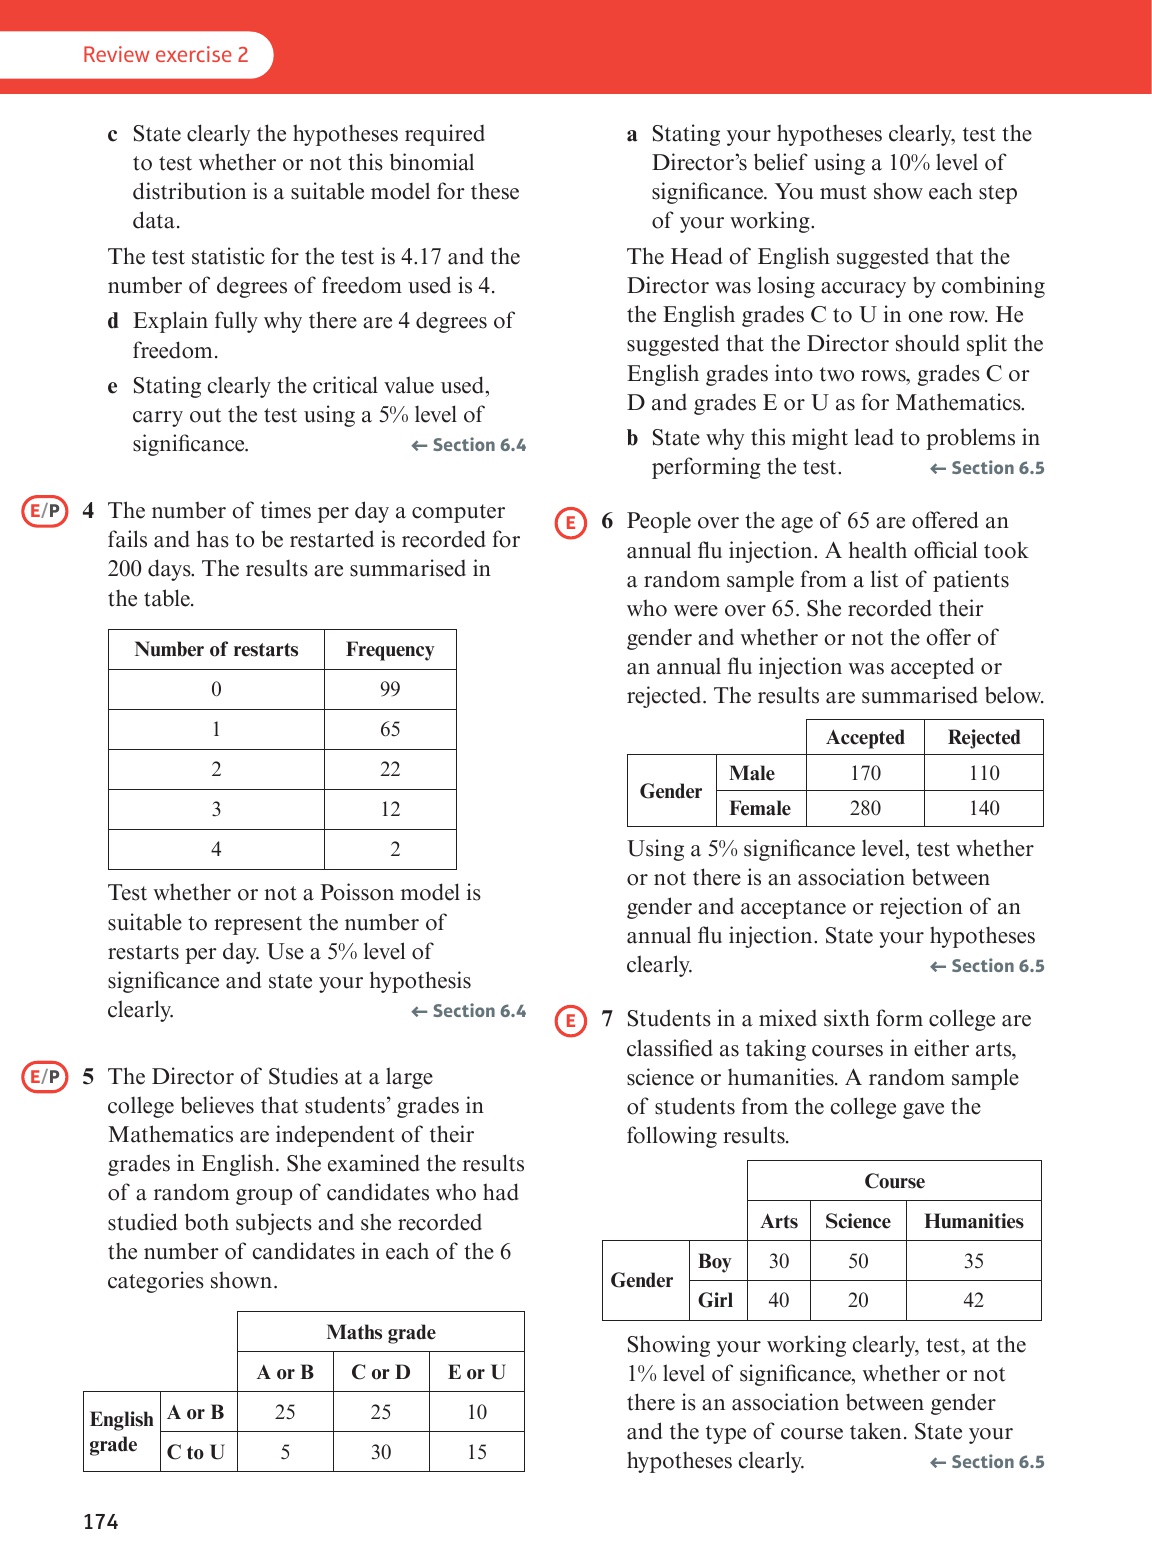 Review exercise 2
c State clearly the hypotheses required
to test whether or not this binomial
distribution is a suitable model for these
data.
The test statistic for the test is 4.17 and the
number of degrees of freedom used is 4.
d Explain fully why there are 4 degrees of
freedom.
e Stating clearly the critical value used,
carry out the test using a 5% level of
significance. ← Section 6.4
E/P 4 The number of times per day a computer
fails and has to be restarted is recorded for
200 days. The results are summarised in
the table.
Number of restarts Frequency
0 99
1 65
2 22
3 12
4 2
Test whether or not a Poisson model is
suitable to represent the number of
restarts per day. Use a 5% level of
significance and state your hypothesis
clearly. ← Section 6.4
E/P 5 The Director of Studies at a large
college believes that students’ grades in
Mathematics are independent of their
grades in English. She examined the results
of a random group of candidates who had
studied both subjects and she recorded
the number of candidates in each of the 6
categories shown.
Maths grade
A or B C or D E or U
English grade A or B 25 25 10
C to U 5 30 15
a Stating your hypotheses clearly, test the
Director’s belief using a 10% level of
significance. You must show each step
of your working.
The Head of English suggested that the
Director was losing accuracy by combining
the English grades C to U in one row. He
suggested that the Director should split the
English grades into two rows, grades C or
D and grades E or U as for Mathematics.
b State why this might lead to problems in
performing the test. ← Section 6.5
E 6 People over the age of 65 are offered an
annual flu injection. A health official took
a random sample from a list of patients
who were over 65. She recorded their
gender and whether or not the offer of
an annual flu injection was accepted or
rejected. The results are summarised below.
Accepted Rejected
Gender Male 170 110
Female 280 140
Using a 5% significance level, test whether
or not there is an association between
gender and acceptance or rejection of an
annual flu injection. State your hypotheses
clearly. ← Section 6.5
E 7 Students in a mixed sixth form college are
classified as taking courses in either arts,
science or humanities. A random sample
of students from the college gave the
following results.
Course
Arts Science Humanities
Gender Boy 30 50 35
Girl 40 20 42
Showing your working clearly, test, at the
1% level of significance, whether or not
there is an association between gender
and the type of course taken. State your
hypotheses clearly. ← Section 6.5
174